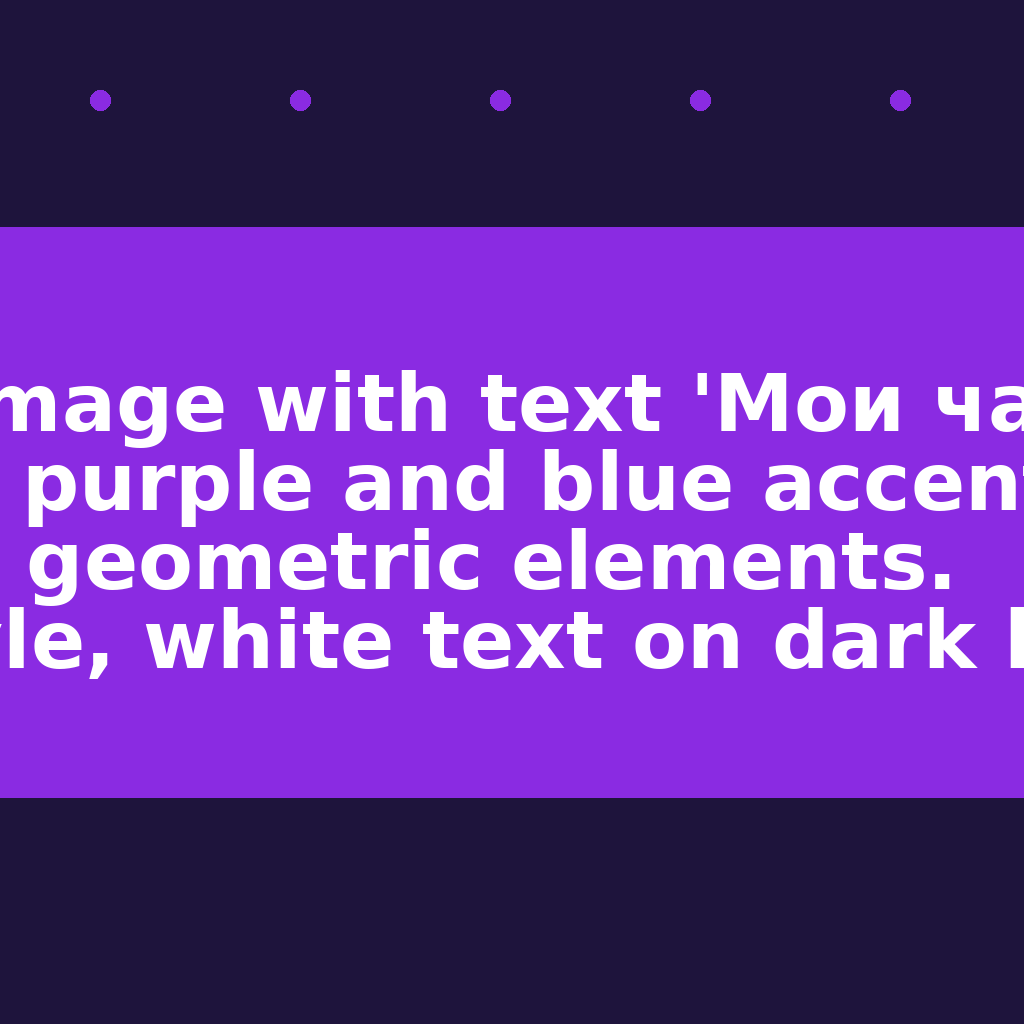 mage with text 'Мои ча
purple and blue accent
geometric elements.
le, white text on dark